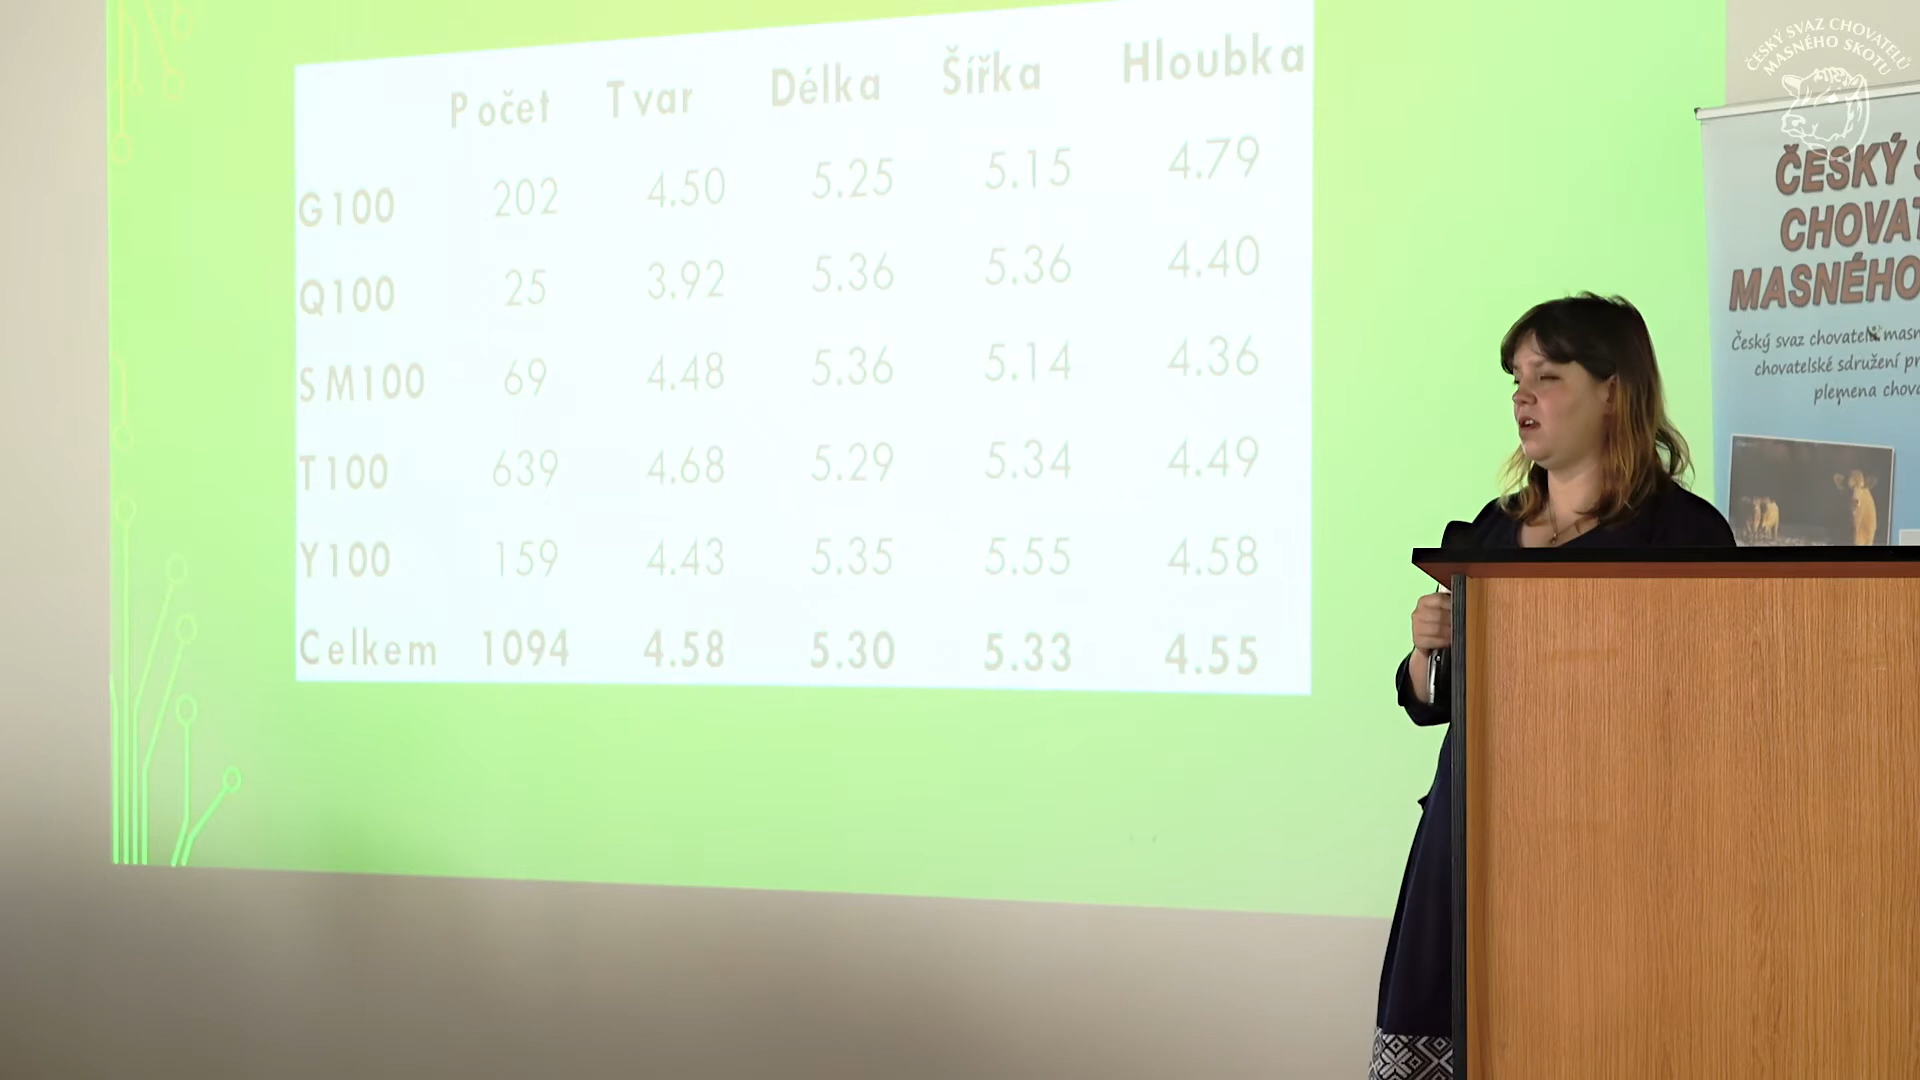 Počet Tvar Délka Šířka Hloubka
G100 202 4.50 5.25 5.15 4.79
Q100 25 3.92 5.36 5.36 4.40
SM100 69 4.48 5.36 5.14 4.36
T100 639 4.68 5.29 5.34 4.49
Y100 159 4.43 5.35 5.55 4.58
Celkem 1094 4.58 5.30 5.33 4.55
ČESKÝ SVAZ CHOVATELŮ
MASNÉHO SKOTU
ČESKÝ
CHOVAT
MASNÉHO
Český svaz chovatelů masn
chovatelské sdružení pr
plemena chov